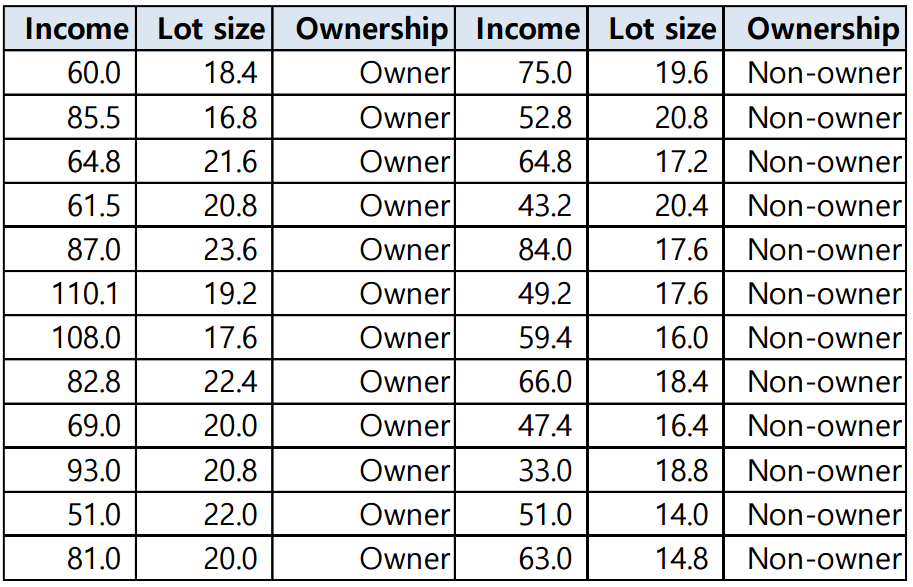 Income Lot size Ownership Income Lot size Ownership
60.0 18.4 Owner 75.0 19.6 Non-owner
85.5 16.8 Owner 52.8 20.8 Non-owner
64.8 21.6 Owner 64.8 17.2 Non-owner
61.5 20.8 Owner 43.2 20.4 Non-owner
87.0 23.6 Owner 84.0 17.6 Non-owner
110.1 19.2 Owner 49.2 17.6 Non-owner
108.0 17.6 Owner 59.4 16.0 Non-owner
82.8 22.4 Owner 66.0 18.4 Non-owner
69.0 20.0 Owner 47.4 16.4 Non-owner
93.0 20.8 Owner 33.0 18.8 Non-owner
51.0 22.0 Owner 51.0 14.0 Non-owner
81.0 20.0 Owner 63.0 14.8 Non-owner